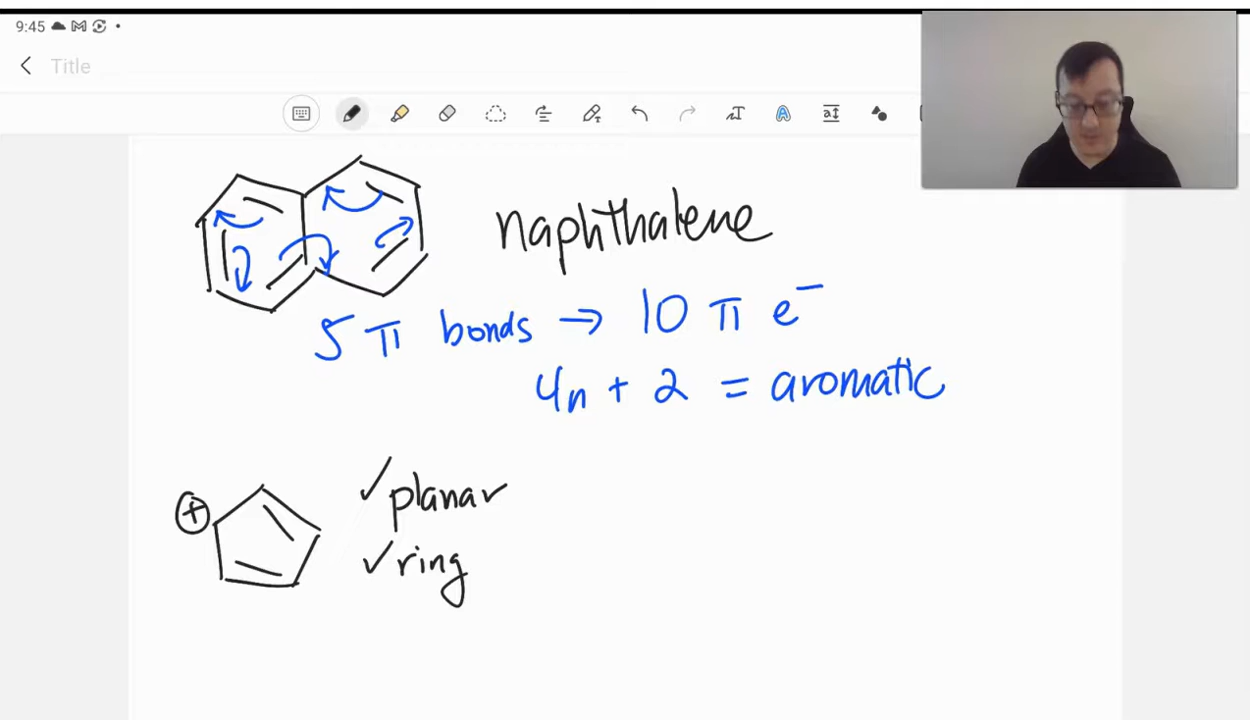 9:45
Title
naphthalene
5 π bonds → 10 π e⁻
4n + 2 = aromatic
+
✓planar
✓ring